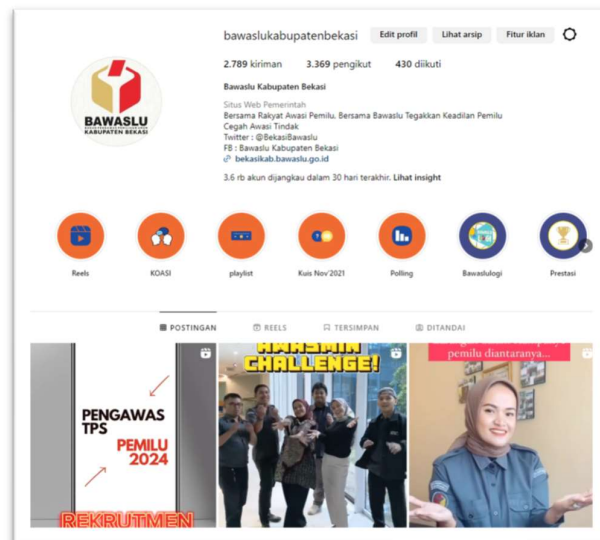 bawaslukabupatenbekasi
Edit profil
Lihat arsip
Fitur iklan
2.789 kiriman
3.369 pengikut
430 diikuti
Bawaslu Kabupaten Bekasi
Situs Web Pemerintah
Bersama Rakyat Awasi Pemilu. Bersama Bawaslu Tegakkan Keadilan Pemilu
Cegah Awasi Tindak
Twitter : @BekasiBawaslu
FB : Bawaslu Kabupaten Bekasi
bekasikab.bawaslu.go.id
3.6 rb akun dijangkau dalam 30 hari terakhir. Lihat insight
BAWASLU
KABUPATEN BEKASI
Reels
KOASI
playlist
Kuis Nov'2021
Polling
Bawaslulogi
Prestasi
POSTINGAN
REELS
TERSIMPAN
DITANDAI
PENGAWAS
TPS
PEMILU
2024
REKRUTMEN
AWASMIN
CHALLENGE!
pemilu diantaranya...